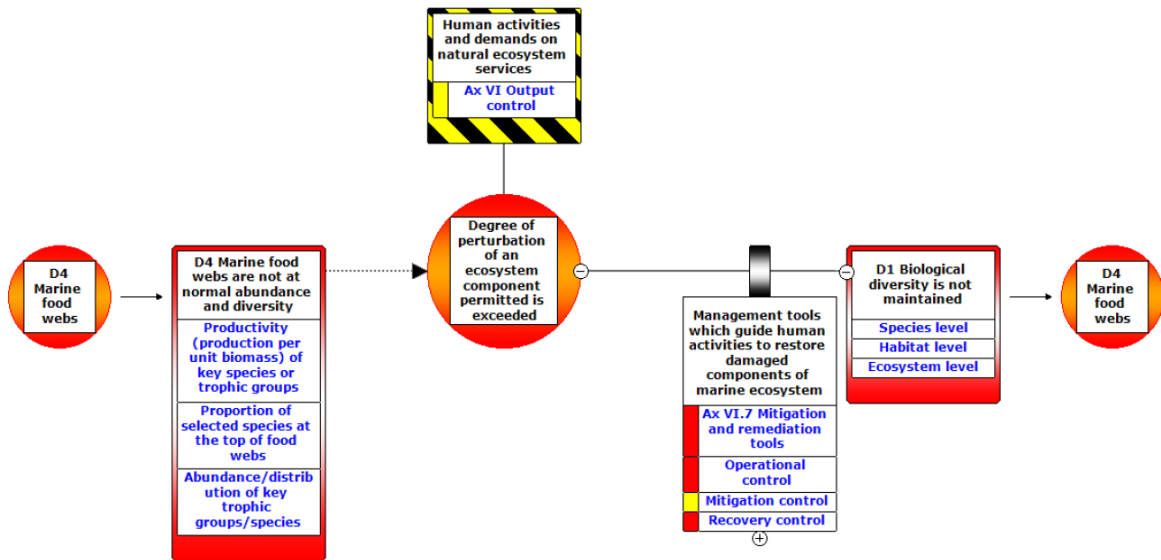 Human activities
and demands on
natural ecosystem
services
Ax VI Output
control
D4
Marine
food
webs
D4 Marine food
webs are not at
normal abundance
and diversity
Productivity
(production per
unit biomass) of
key species or
trophic groups
Proportion of
selected species at
the top of food
webs
Abundance/distrib
ution of key
trophic
groups/species
Degree of
perturbation
of an
ecosystem
component
permitted is
exceeded
Management tools
which guide human
activities to restore
damaged
components of
marine ecosystem
Ax VI.7 Mitigation
and remediation
tools
Operational
control
Mitigation control
Recovery control
D1 Biological
diversity is not
maintained
Species level
Habitat level
Ecosystem level
D4
Marine
food
webs